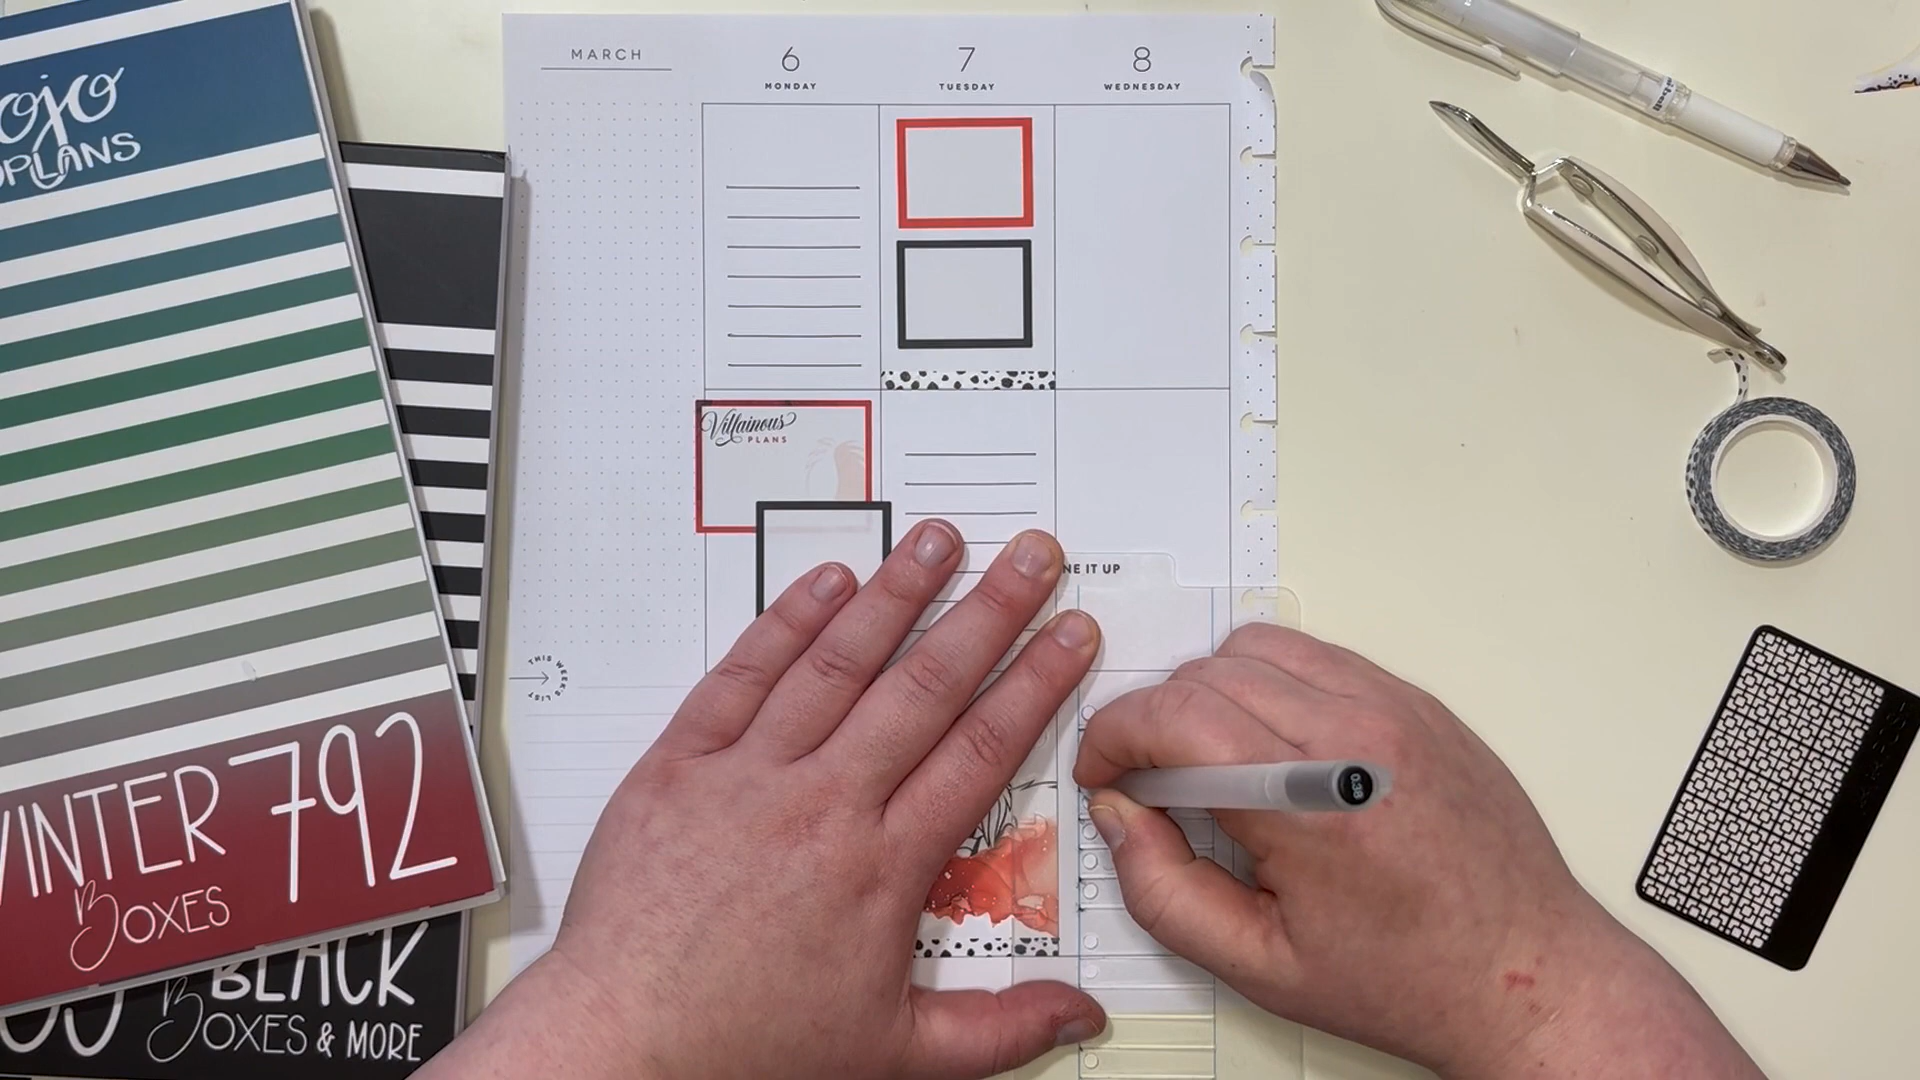 MARCH
6
MONDAY
7
TUESDAY
8
WEDNESDAY
Villainous
PLANS
NE IT UP
THIS WEEK'S LIST
ojo
PLANS
WINTER 792
BOXES
BLACK
BOXES & MORE
0.38